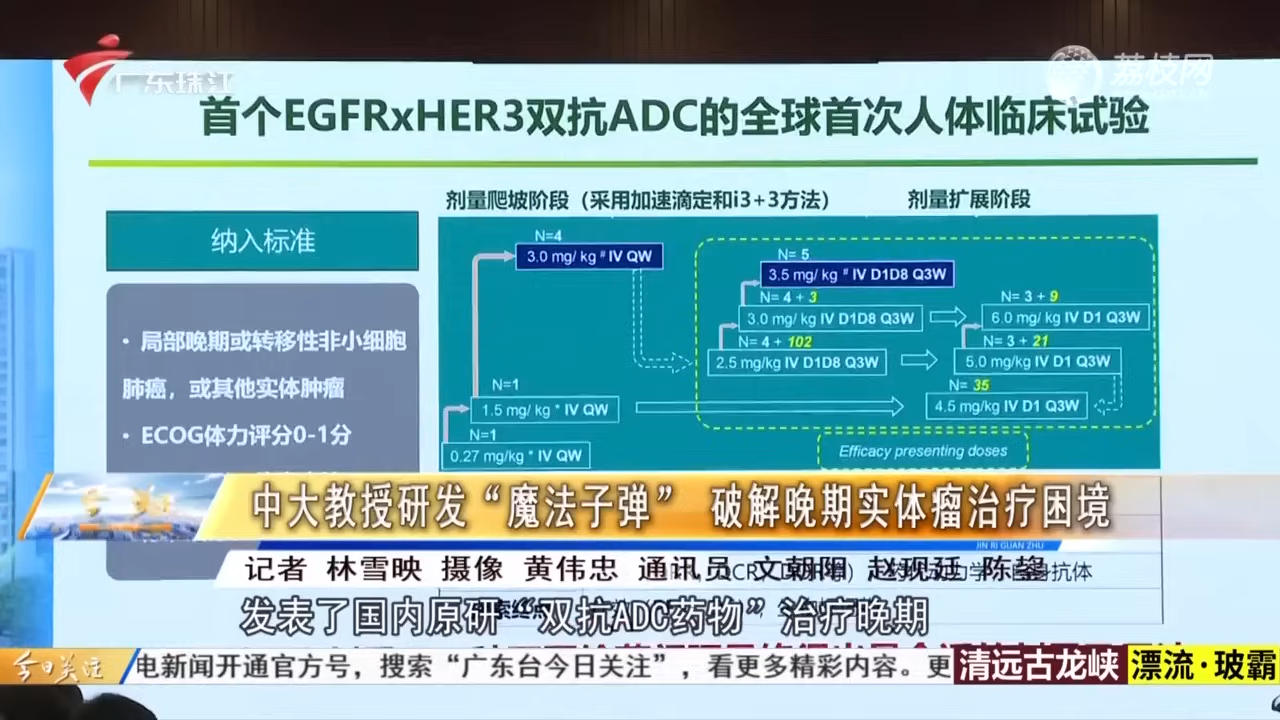 广东珠江
荔枝网
首个EGFRxHER3双抗ADC的全球首次人体临床试验
剂量爬坡阶段（采用加速滴定和i3+3方法）
剂量扩展阶段
纳入标准
• 局部晚期或转移性非小细胞
肺癌，或其他实体肿瘤
• ECOG体力评分0-1分
N=4
3.0 mg/ kg # IV QW
N=1
1.5 mg/ kg * IV QW
N=1
0.27 mg/kg * IV QW
N= 5
3.5 mg/ kg # IV D1D8 Q3W
N= 4 + 3
3.0 mg/ kg IV D1D8 Q3W
N= 4 + 102
2.5 mg/kg IV D1D8 Q3W
N= 3 + 9
6.0 mg/ kg IV D1 Q3W
N= 3 + 21
5.0 mg/kg IV D1 Q3W
N= 35
4.5 mg/kg IV D1 Q3W
Efficacy presenting doses
中大教授研发“魔法子弹” 破解晚期实体瘤治疗困境
JIN RI GUAN ZHU
记者 林雪映 摄像 黄伟忠 通讯员 文朝阳 赵现廷 陈鋆
身抗体
发表了国内原研“双抗ADC药物”治疗晚期
今日关注
电新闻开通官方号，搜索“广东台今日关注”，看更多精彩内容。更
清远古龙峡
漂流·玻霸